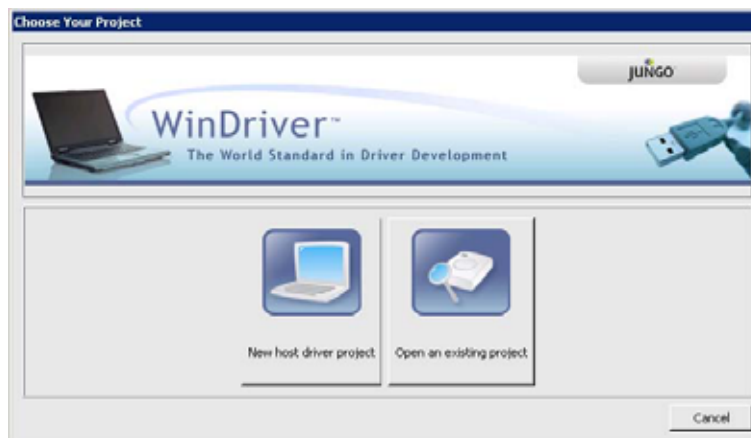 Choose Your Project
JUNGO
WinDriver™
The World Standard in Driver Development
New host driver project
Open an existing project
Cancel